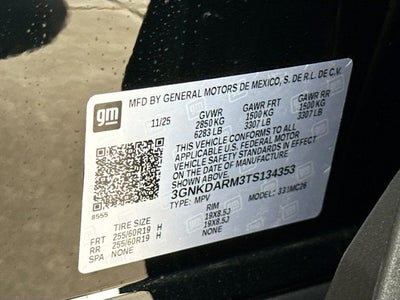 gm
MFD BY GENERAL MOTORS DE MEXICO, S. DE R.L. DE C.V.
11/25 GVWR GAWR FRT GAWR RR
2850 KG 1500 KG 1500 KG
6283 LB 3307 LB 3307 LB
THIS VEHICLE CONFORMS TO ALL
APPLICABLE U.S. FEDERAL MOTOR
VEHICLE SAFETY STANDARDS IN EFFECT
ON THE DATE OF MANUFACTURE
3GNKDARM3TS134353
TYPE: MPV MODEL: 331MC26
8555
TIRE SIZE RIM
FRT 255/60R19 H 19X8.5J
RR 255/60R19 H 19X8.5J
SPA NONE NONE